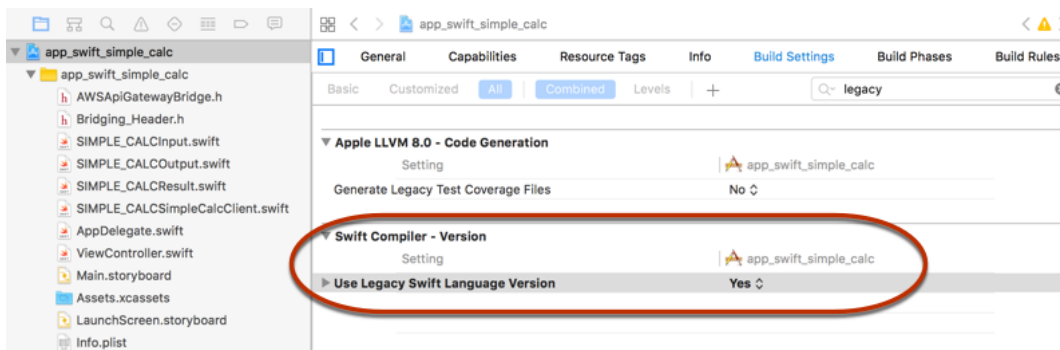 app_swift_simple_calc
app_swift_simple_calc
General Capabilities Resource Tags Info Build Settings Build Phases Build Rules
app_swift_simple_calc
Basic Customized All Combined Levels + legacy
AWSApiGatewayBridge.h
Bridging_Header.h
SIMPLE_CALCInput.swift
SIMPLE_CALCOutput.swift
SIMPLE_CALCResult.swift
SIMPLE_CALCSimpleCalcClient.swift
AppDelegate.swift
ViewController.swift
Main.storyboard
Assets.xcassets
LaunchScreen.storyboard
Info.plist
Apple LLVM 8.0 - Code Generation
Setting app_swift_simple_calc
Generate Legacy Test Coverage Files No
Swift Compiler - Version
Setting app_swift_simple_calc
Use Legacy Swift Language Version Yes